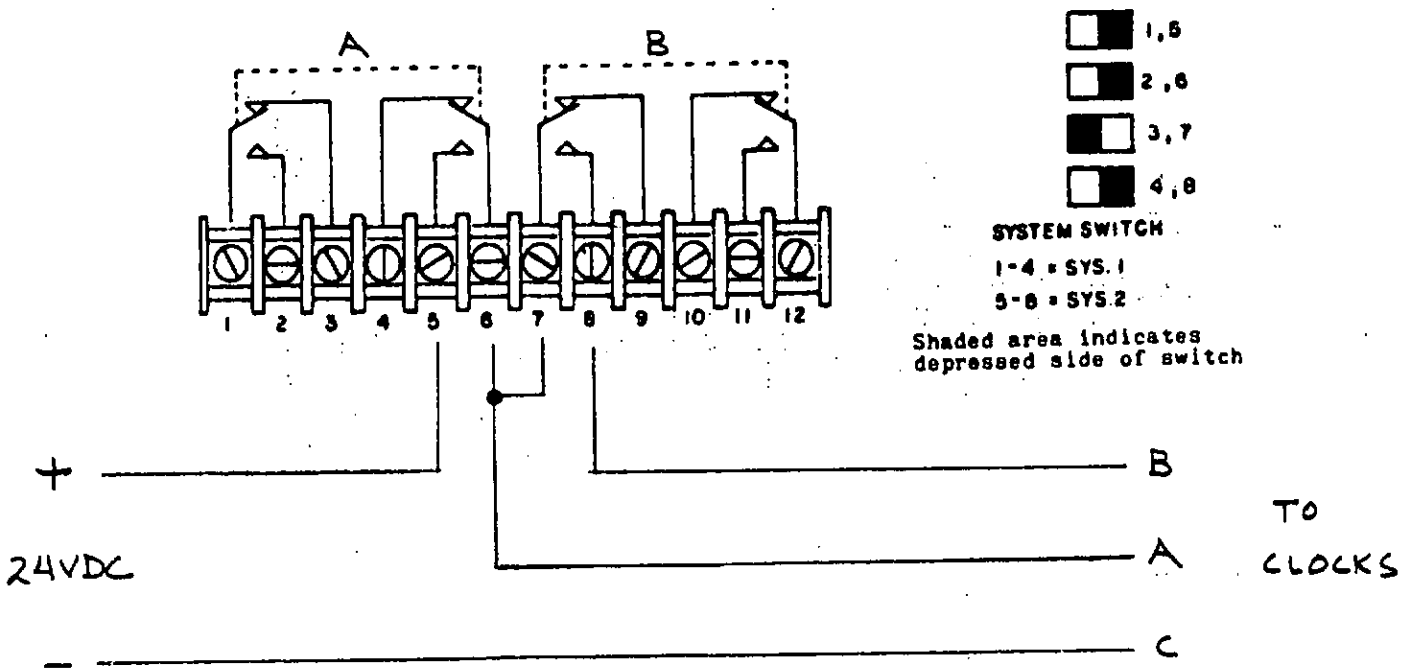 A
B
1,5
2,6
3,7
4,8
SYSTEM SWITCH
1-4 = SYS.1
5-8 = SYS.2
Shaded area indicates
depressed side of switch
1 2 3 4 5 6 7 8 9 10 11 12
+
B
TO
24VDC
A
CLOCKS
−
C